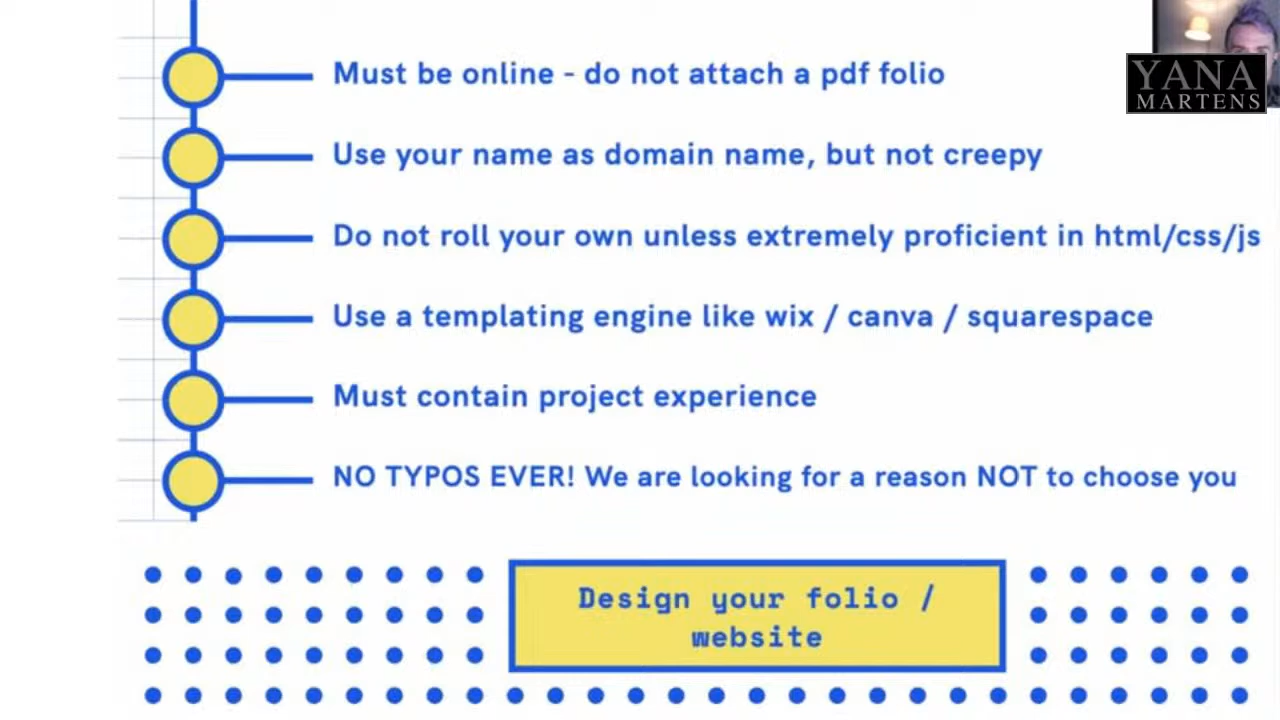 YANA
MARTENS
Must be online - do not attach a pdf folio
Use your name as domain name, but not creepy
Do not roll your own unless extremely proficient in html/css/js
Use a templating engine like wix / canva / squarespace
Must contain project experience
NO TYPOS EVER! We are looking for a reason NOT to choose you
Design your folio /
website